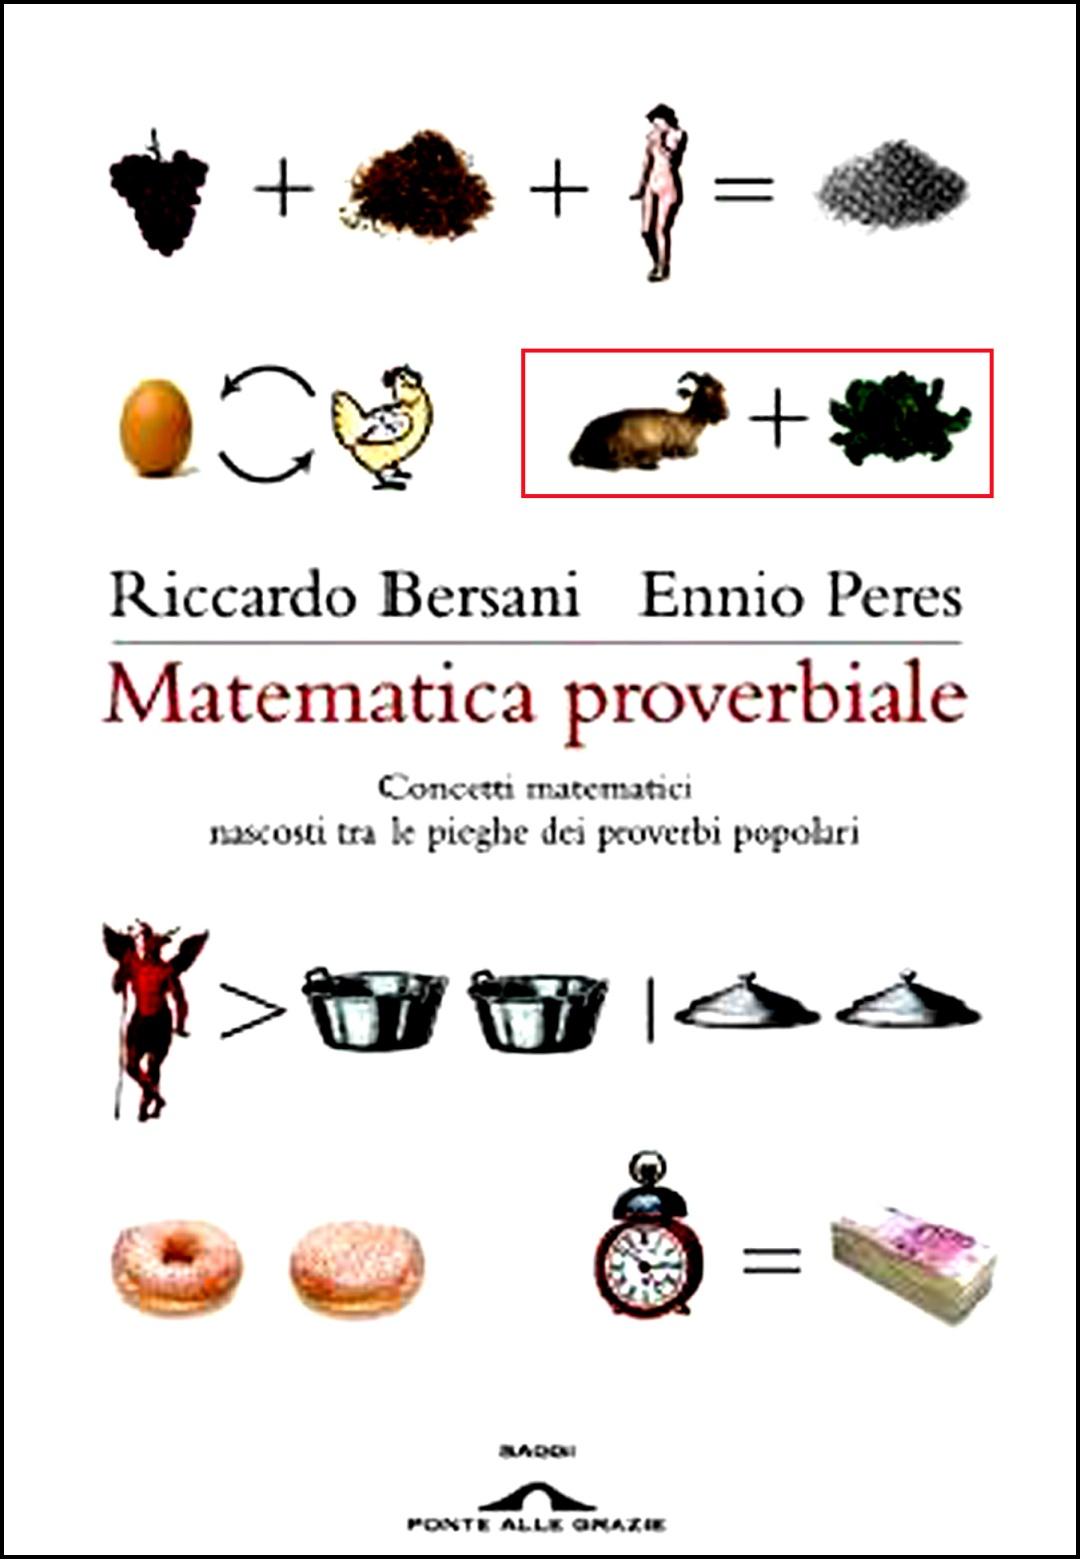 Riccardo Bersani Ennio Peres
Matematica proverbiale
Concetti matematici
nascosti tra le pieghe dei proverbi popolari
SAGGI
PONTE ALLE GRAZIE